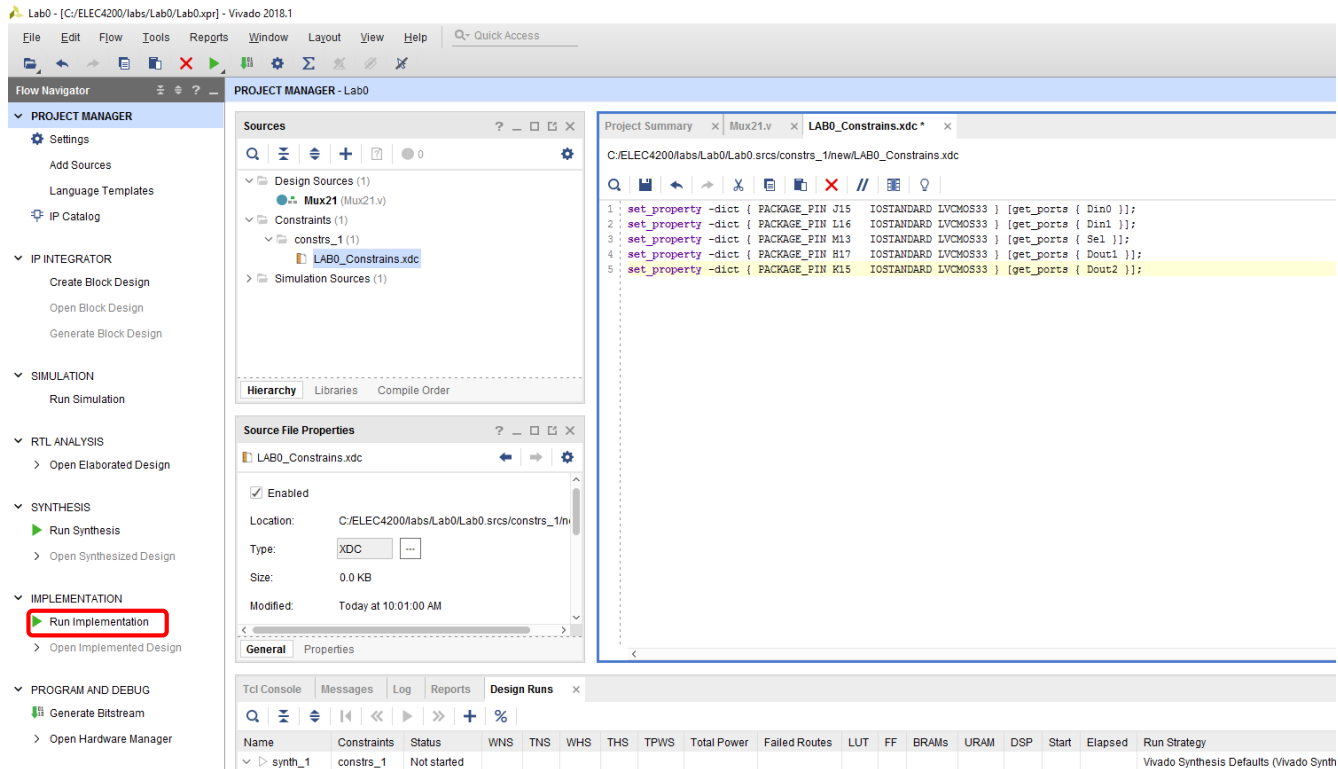 Lab0 - [C:/ELEC4200/labs/Lab0/Lab0.xpr] - Vivado 2018.1
File Edit Flow Tools Reports Window Layout View Help Quick Access
Flow Navigator
PROJECT MANAGER
Settings
Add Sources
Language Templates
IP Catalog
IP INTEGRATOR
Create Block Design
Open Block Design
Generate Block Design
SIMULATION
Run Simulation
RTL ANALYSIS
Open Elaborated Design
SYNTHESIS
Run Synthesis
Open Synthesized Design
IMPLEMENTATION
Run Implementation
Open Implemented Design
PROGRAM AND DEBUG
Generate Bitstream
Open Hardware Manager
PROJECT MANAGER - Lab0
Sources
0
Design Sources (1)
Mux21 (Mux21.v)
Constraints (1)
constrs_1 (1)
LAB0_Constrains.xdc
Simulation Sources (1)
Hierarchy Libraries Compile Order
Source File Properties
LAB0_Constrains.xdc
Enabled
Location: C:/ELEC4200/labs/Lab0/Lab0.srcs/constrs_1/n
Type: XDC ...
Size: 0.0 KB
Modified: Today at 10:01:00 AM
General Properties
Project Summary Mux21.v LAB0_Constrains.xdc *
C:/ELEC4200/labs/Lab0/Lab0.srcs/constrs_1/new/LAB0_Constrains.xdc
1 set_property -dict { PACKAGE_PIN J15 IOSTANDARD LVCMOS33 } [get_ports { Din0 }];
2 set_property -dict { PACKAGE_PIN L16 IOSTANDARD LVCMOS33 } [get_ports { Din1 }];
3 set_property -dict { PACKAGE_PIN M13 IOSTANDARD LVCMOS33 } [get_ports { Sel }];
4 set_property -dict { PACKAGE_PIN H17 IOSTANDARD LVCMOS33 } [get_ports { Dout1 }];
5 set_property -dict { PACKAGE_PIN K15 IOSTANDARD LVCMOS33 } [get_ports { Dout2 }];
Tcl Console Messages Log Reports Design Runs
Name Constraints Status WNS TNS WHS THS TPWS Total Power Failed Routes LUT FF BRAMs URAM DSP Start Elapsed Run Strategy
synth_1 constrs_1 Not started Vivado Synthesis Defaults (Vivado Synth